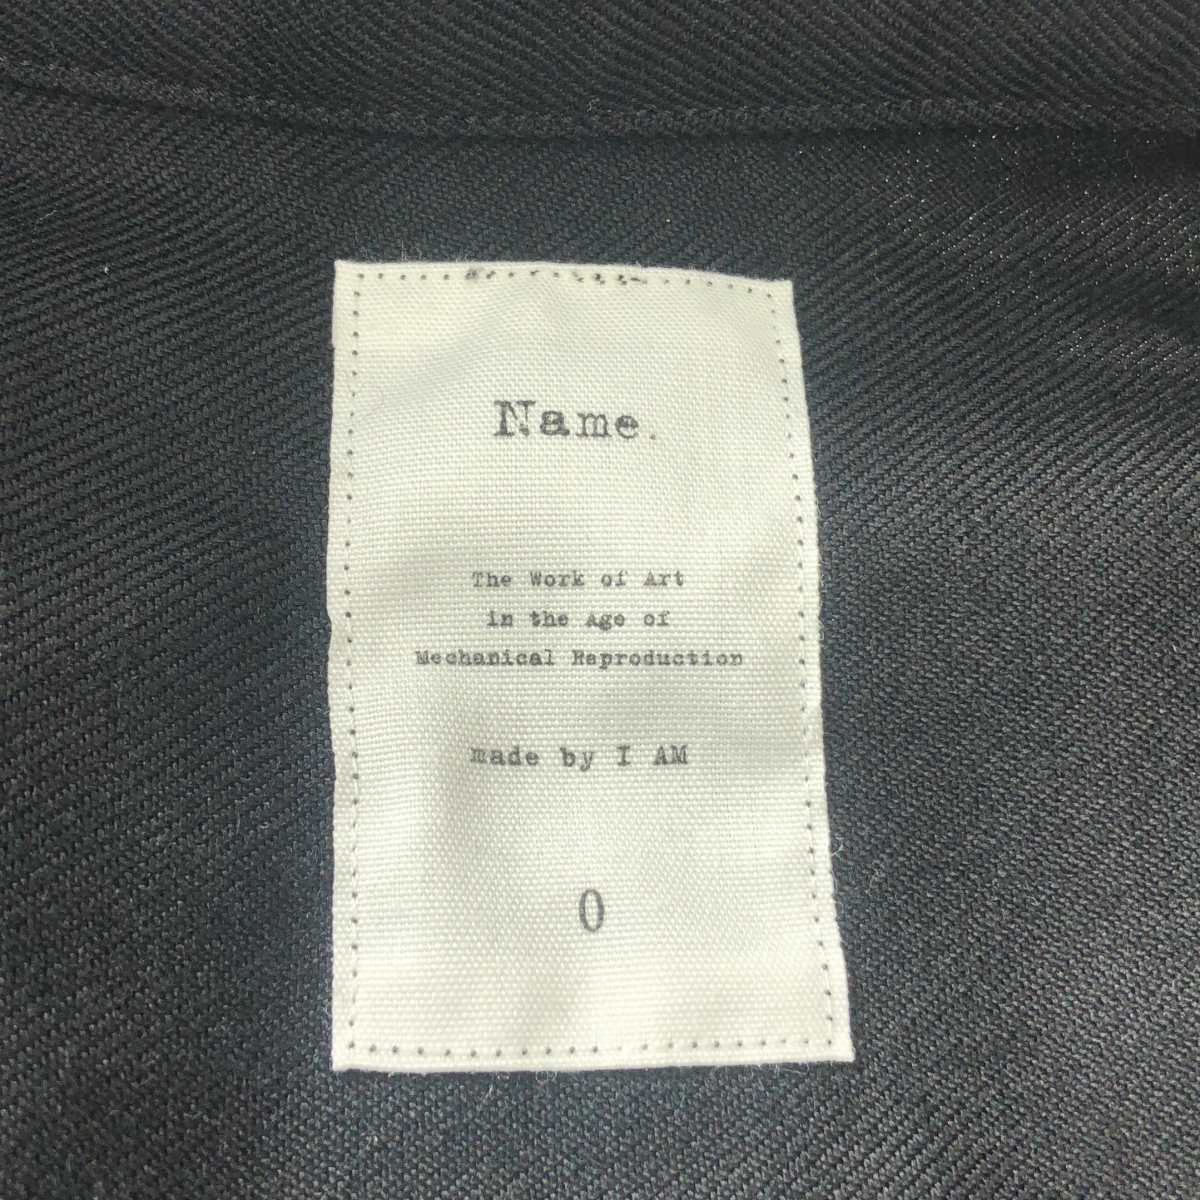 Name.
The Work of Art
in the Age of
Mechanical Reproduction
made by I AM
0